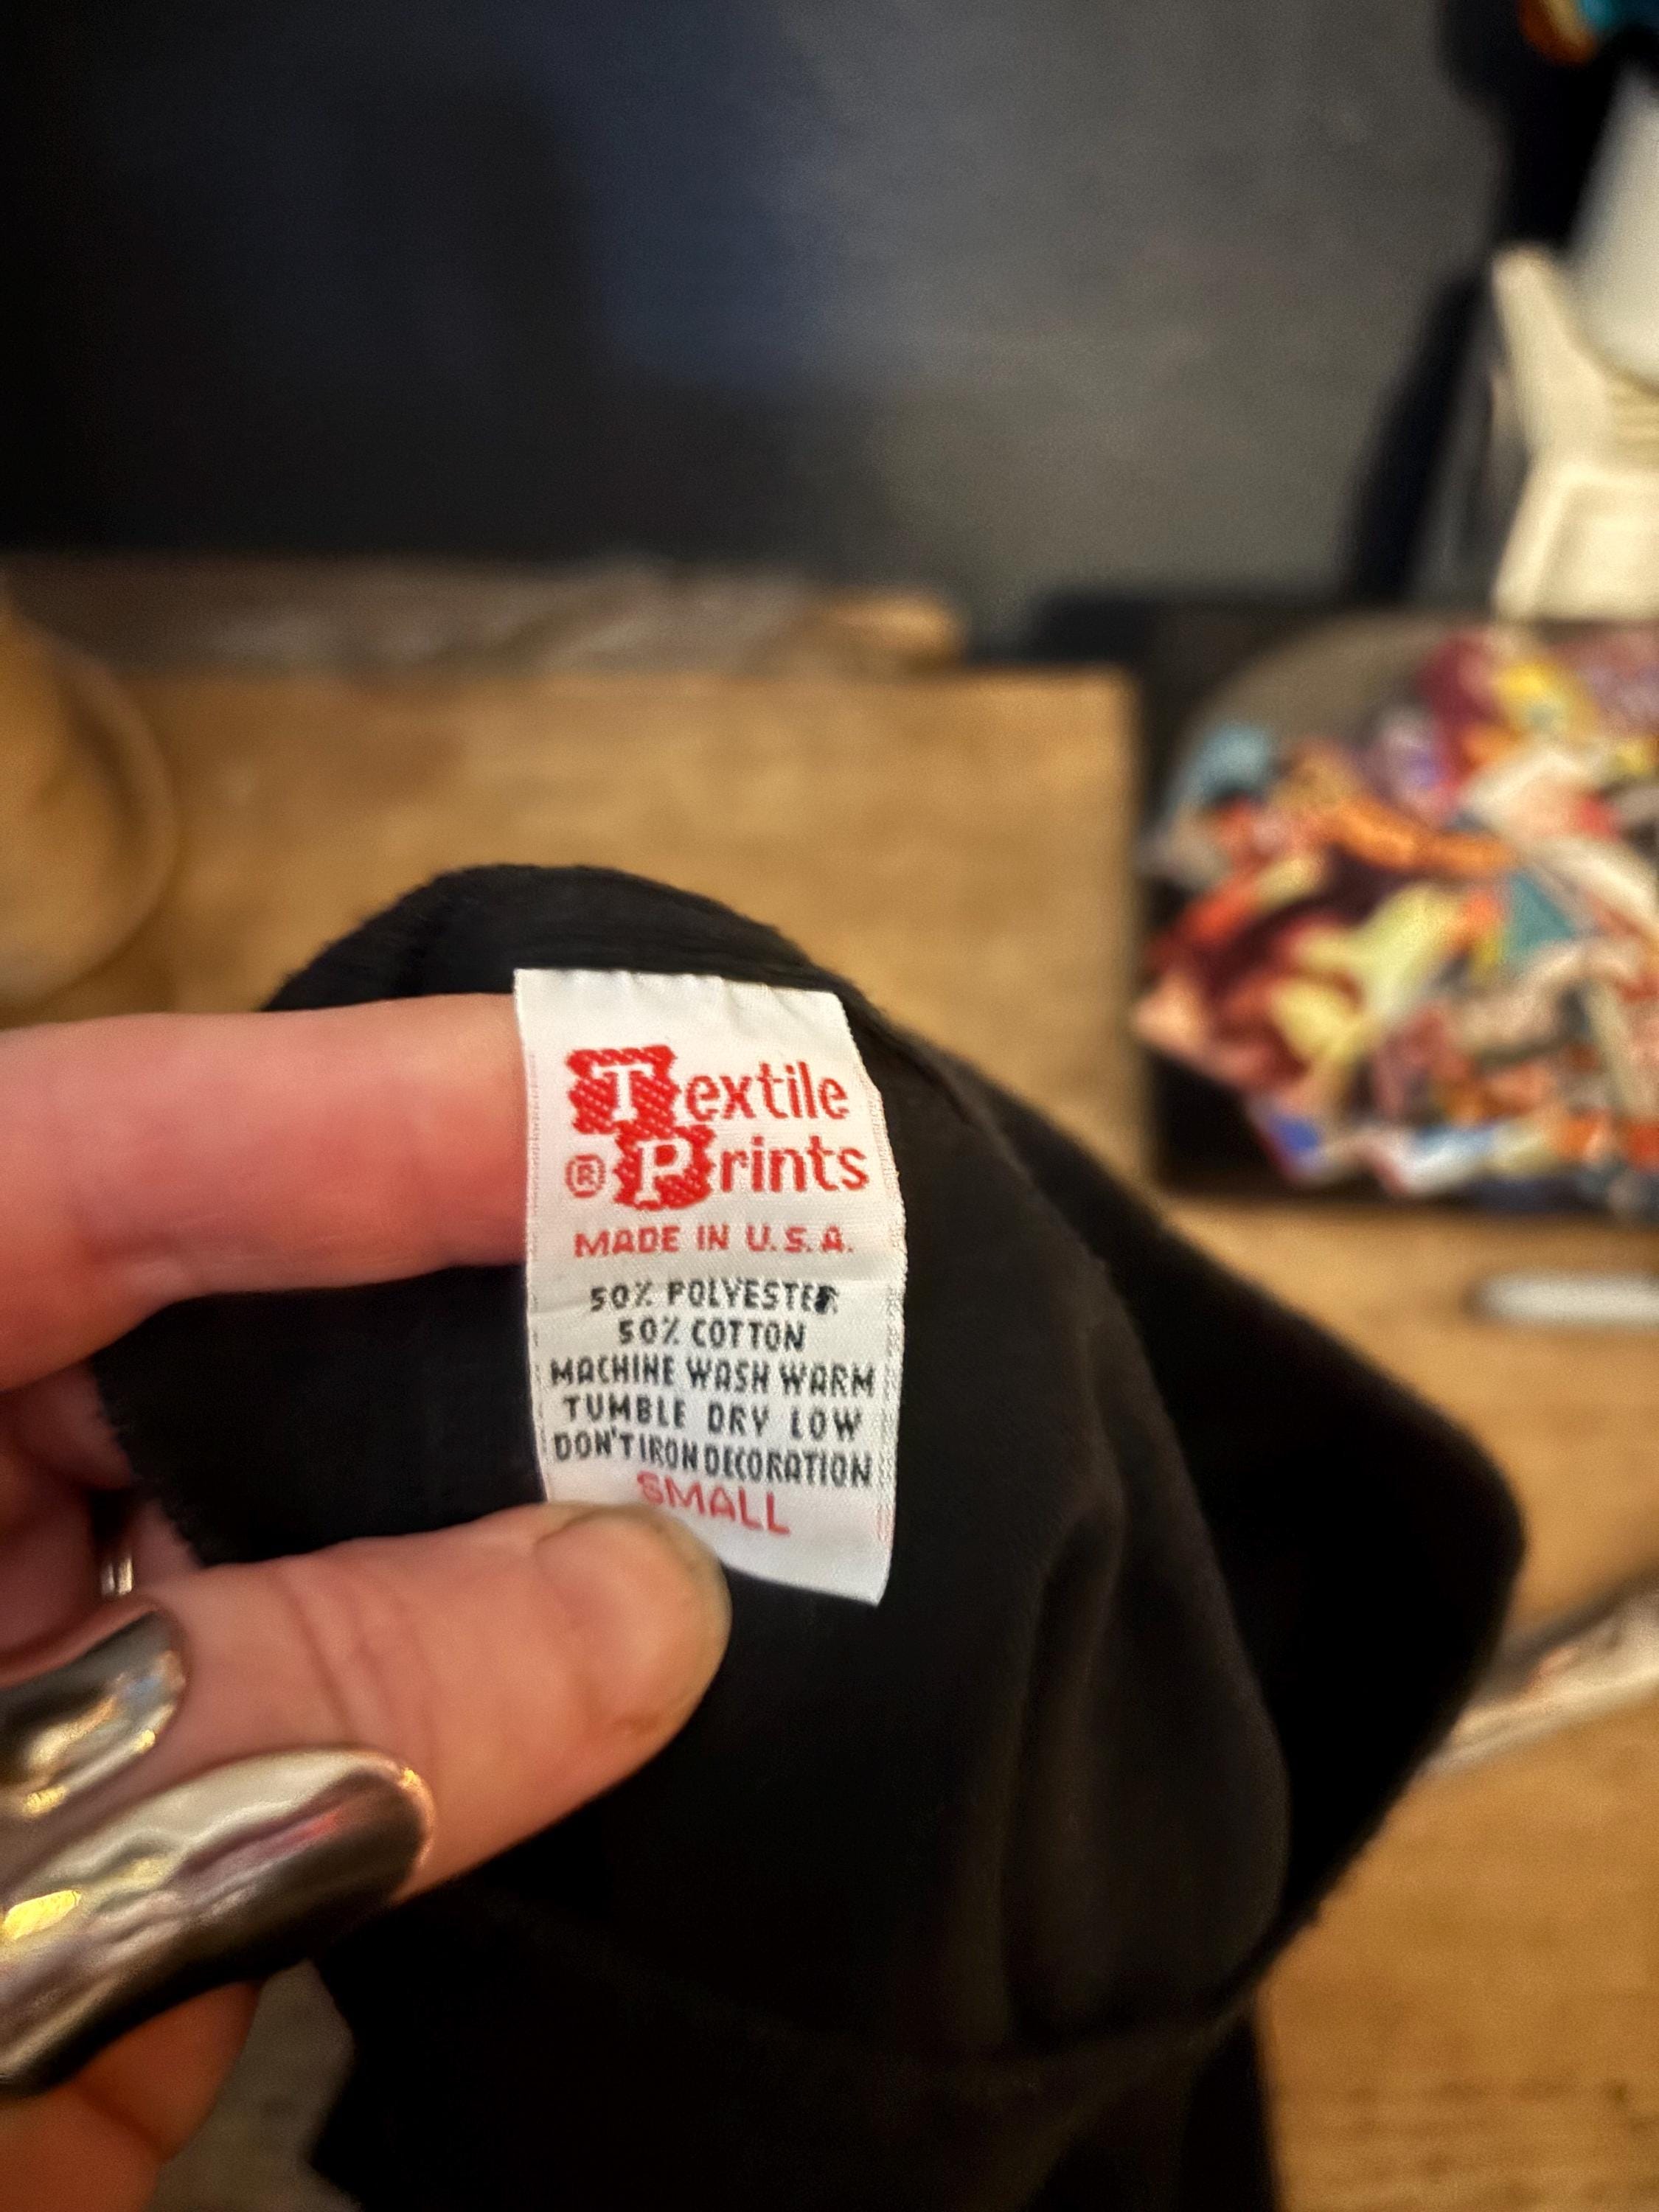 Textile
® Prints
MADE IN U.S.A.
50% POLYESTER
50% COTTON
MACHINE WASH WARM
TUMBLE DRY LOW
DON'T IRON DECORATION
SMALL